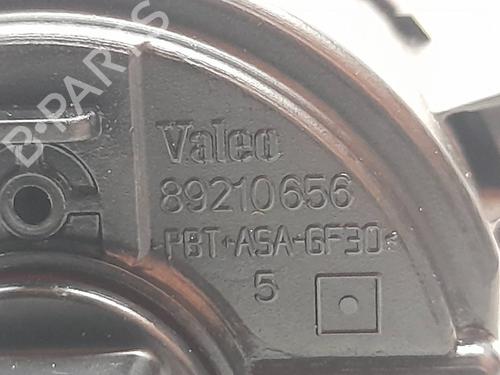 B-PARTS
Valeo
89210656
>PBT+ASA-GF30<
5